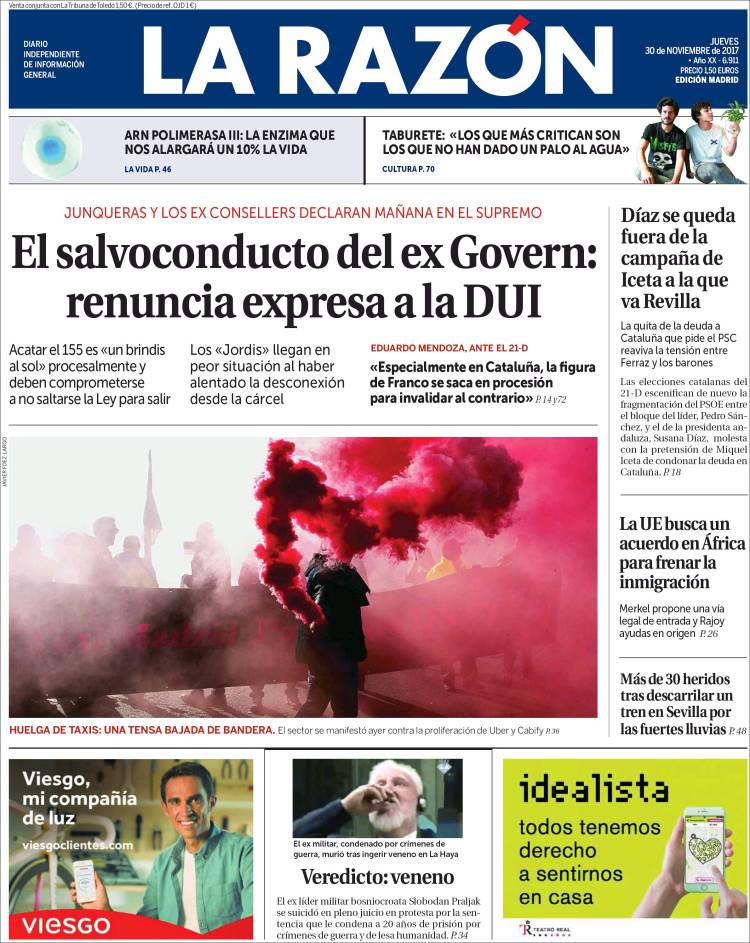 Venta conjunta con La Tribuna de Toledo 1,50 €. (Precio de ref. OJD 1 €)
DIARIO
INDEPENDIENTE
DE INFORMACIÓN
GENERAL
LA RAZÓN
JUEVES
30 de NOVIEMBRE de 2017
• Año XX - 6.911
PRECIO 1,50 EUROS
EDICIÓN MADRID
ARN POLIMERASA III: LA ENZIMA QUE
NOS ALARGARÁ UN 10% LA VIDA
LA VIDA P. 46
TABURETE: «LOS QUE MÁS CRITICAN SON
LOS QUE NO HAN DADO UN PALO AL AGUA»
CULTURA P. 70
MISFITS
JUNQUERAS Y LOS EX CONSELLERS DECLARAN MAÑANA EN EL SUPREMO
El salvoconducto del ex Govern:
renuncia expresa a la DUI
Acatar el 155 es «un brindis
al sol» procesalmente y
deben comprometerse
a no saltarse la Ley para salir
Los «Jordis» llegan en
peor situación al haber
alentado la desconexión
desde la cárcel
EDUARDO MENDOZA, ANTE EL 21-D
«Especialmente en Cataluña, la figura
de Franco se saca en procesión
para invalidar al contrario» P. 14 y 72
JAVIER FDEZ-LARGO
HUELGA DE TAXIS: UNA TENSA BAJADA DE BANDERA. El sector se manifestó ayer contra la proliferación de Uber y Cabify P. 36
Díaz se queda
fuera de la
campaña de
Iceta a la que
va Revilla
La quita de la deuda a
Cataluña que pide el PSC
reaviva la tensión entre
Ferraz y los barones
Las elecciones catalanas del
21-D escenifican de nuevo la
fragmentación del PSOE entre
el bloque del líder, Pedro Sán-
chez, y el de la presidenta an-
daluza, Susana Díaz, molesta
con la pretensión de Miquel
Iceta de condonar la deuda en
Cataluña. P. 18
La UE busca un
acuerdo en África
para frenar la
inmigración
Merkel propone una vía
legal de entrada y Rajoy
ayudas en origen P. 26
Más de 30 heridos
tras descarrilar un
tren en Sevilla por
las fuertes lluvias P. 48
Viesgo,
mi compañía
de luz
viesgoclientes.com
viesgo
El ex militar, condenado por crímenes de
guerra, murió tras ingerir veneno en La Haya
Veredicto: veneno
El ex líder militar bosniocroata Slobodan Praljak
se suicidó en pleno juicio en protesta por la sen-
tencia que le condena a 20 años de prisión por
crímenes de guerra y de lesa humanidad. P. 34
idealista
todos tenemos
derecho
a sentirnos
en casa
TEATRO REAL